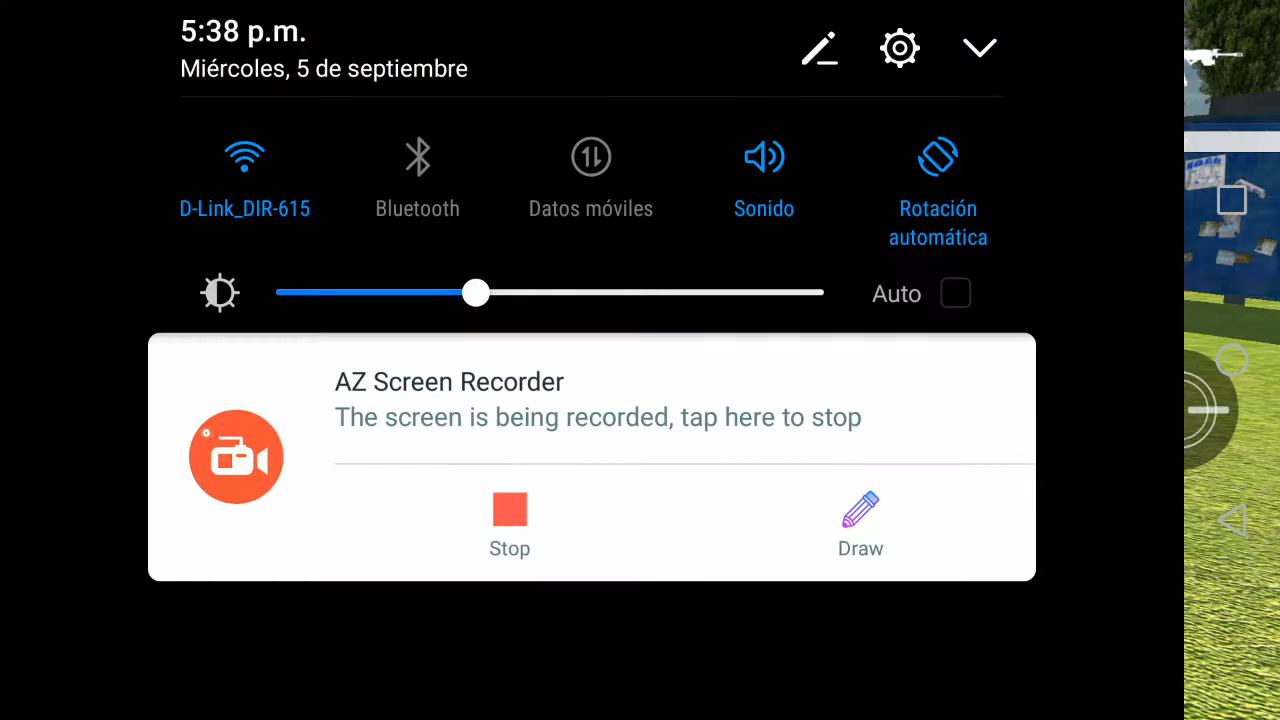 5:38 p.m.
Miércoles, 5 de septiembre
D-Link_DIR-615
Bluetooth
Datos móviles
Sonido
Rotación
automática
Auto
AZ Screen Recorder
The screen is being recorded, tap here to stop
Stop
Draw